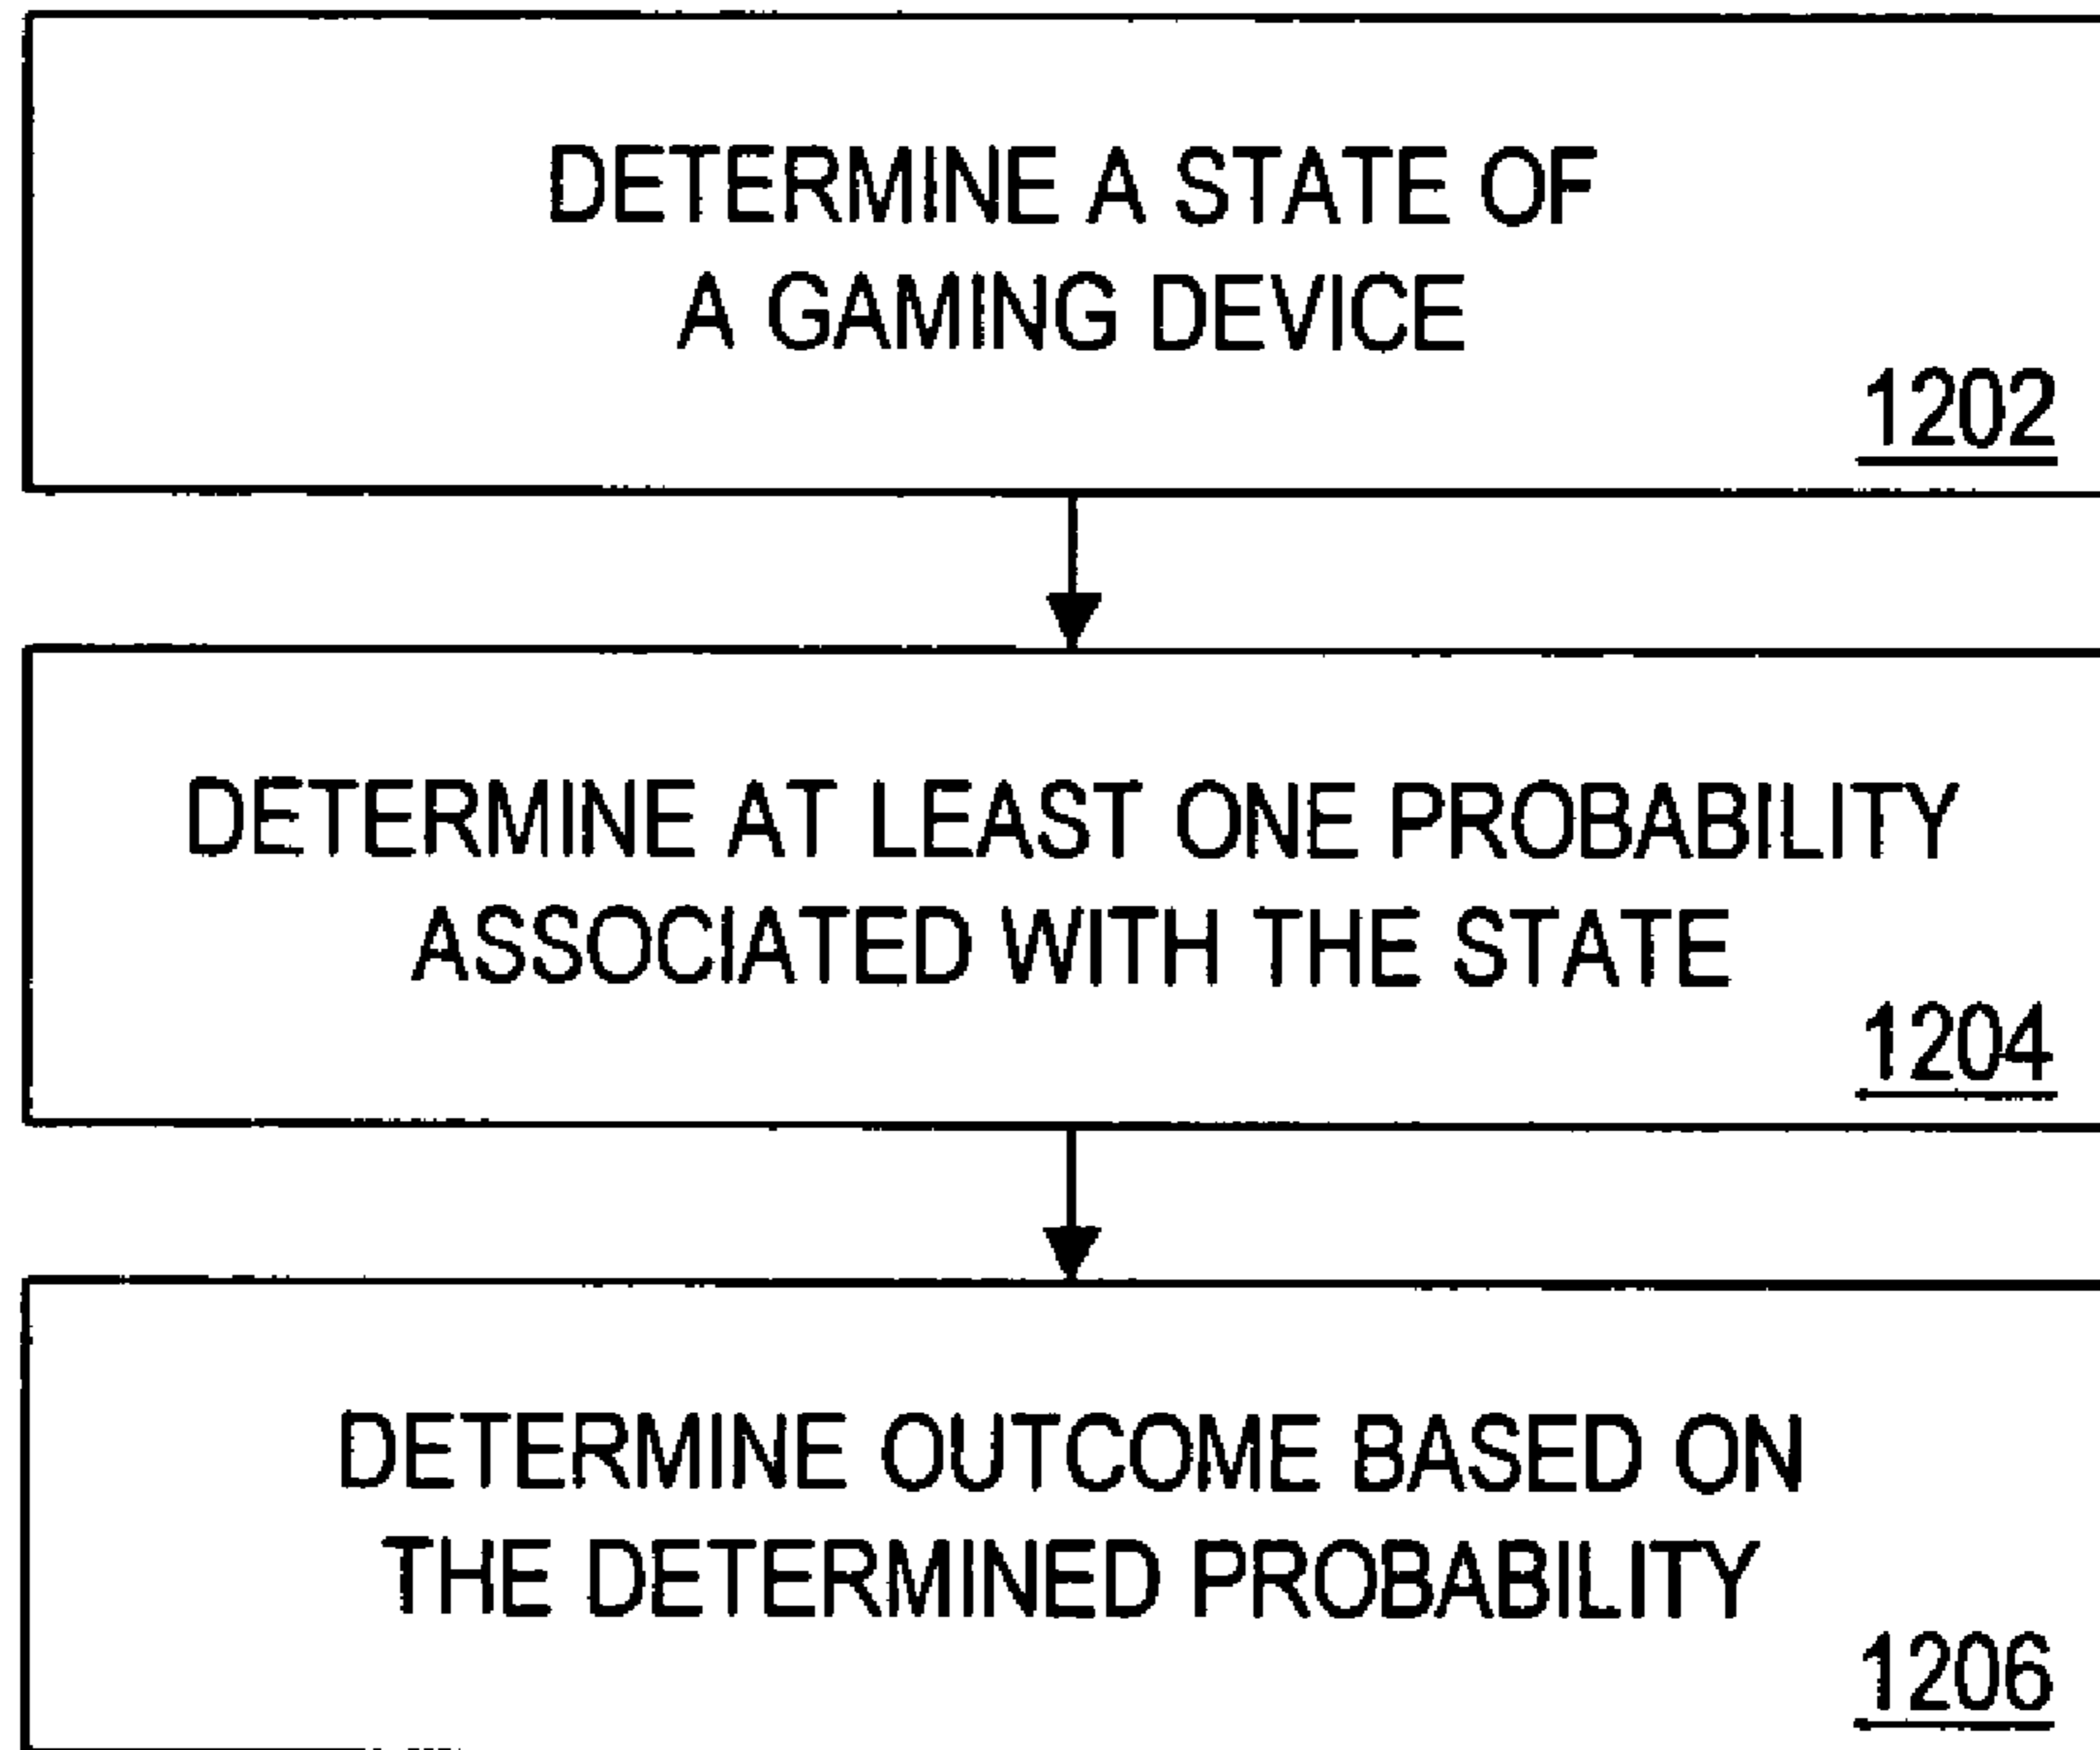 DETERMINE A STATE OF
A GAMING DEVICE
1202
DETERMINE AT LEAST ONE PROBABILITY
ASSOCIATED WITH THE STATE
1204
DETERMINE OUTCOME BASED ON
THE DETERMINED PROBABILITY
1206